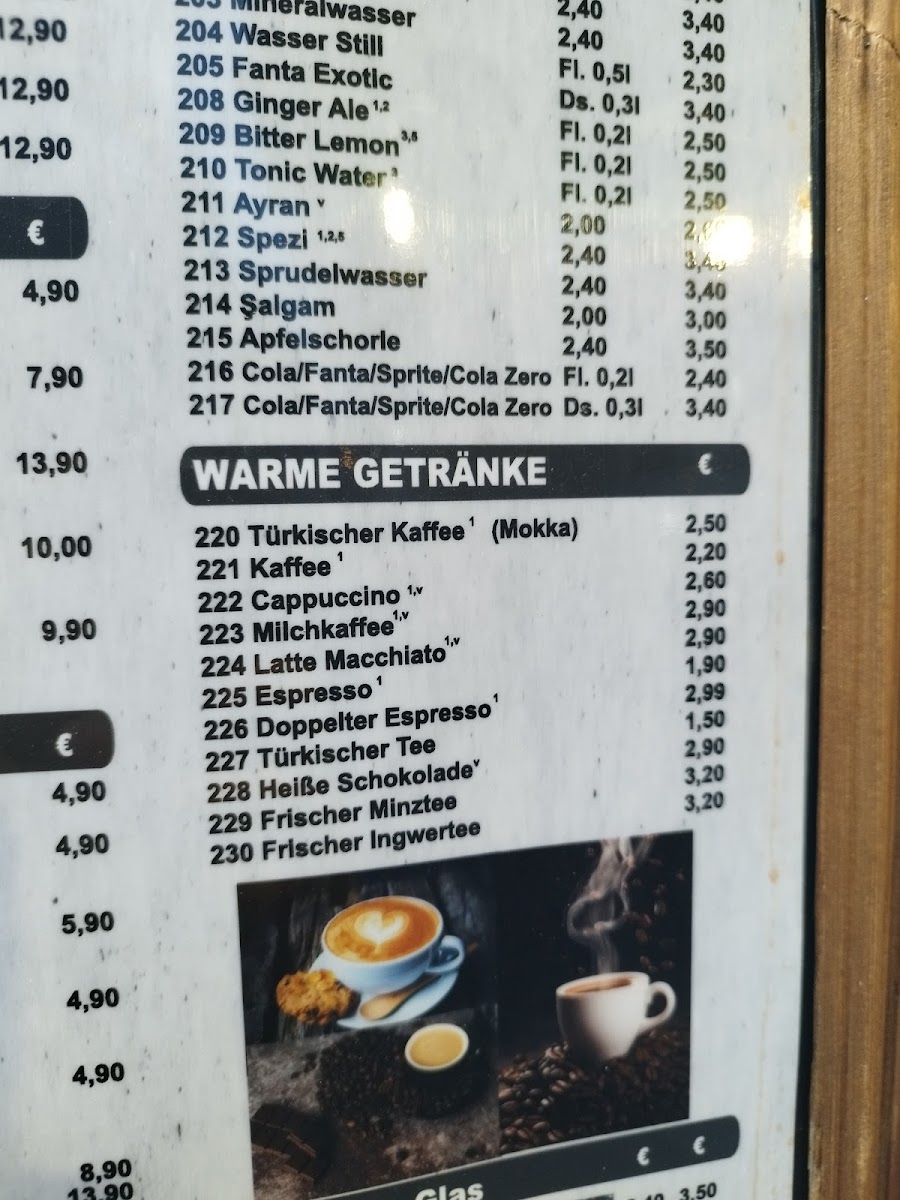 12,90
12,90
12,90
€
4,90
7,90
13,90
10,00
9,90
€
4,90
4,90
5,90
4,90
4,90
8,90
13,90
2,40 3,40
203 Mineralwasser 2,40 3,40
204 Wasser Still Fl. 0,5l 2,30
205 Fanta Exotic Ds. 0,3l 3,40
208 Ginger Ale 1,2 Fl. 0,2l 2,50
209 Bitter Lemon 3,5 Fl. 0,2l 2,50
210 Tonic Water Fl. 0,2l 2,50
211 Ayran v 2,00
212 Spezi 1,2,5 2,40 3,40
213 Sprudelwasser 2,40 3,40
214 Şalgam 2,00 3,00
215 Apfelschorle 2,40 3,50
216 Cola/Fanta/Sprite/Cola Zero Fl. 0,2l 2,40
217 Cola/Fanta/Sprite/Cola Zero Ds. 0,3l 3,40
WARME GETRÄNKE €
220 Türkischer Kaffee 1 (Mokka) 2,50
221 Kaffee 1 2,20
222 Cappuccino 1,v 2,60
223 Milchkaffee 1,v 2,90
224 Latte Macchiato 1,v 2,90
225 Espresso 1 1,90
226 Doppelter Espresso 1 2,99
227 Türkischer Tee 1,50
228 Heiße Schokolade v 2,90
229 Frischer Minztee 3,20
230 Frischer Ingwertee 3,20
Glas € €
3,50